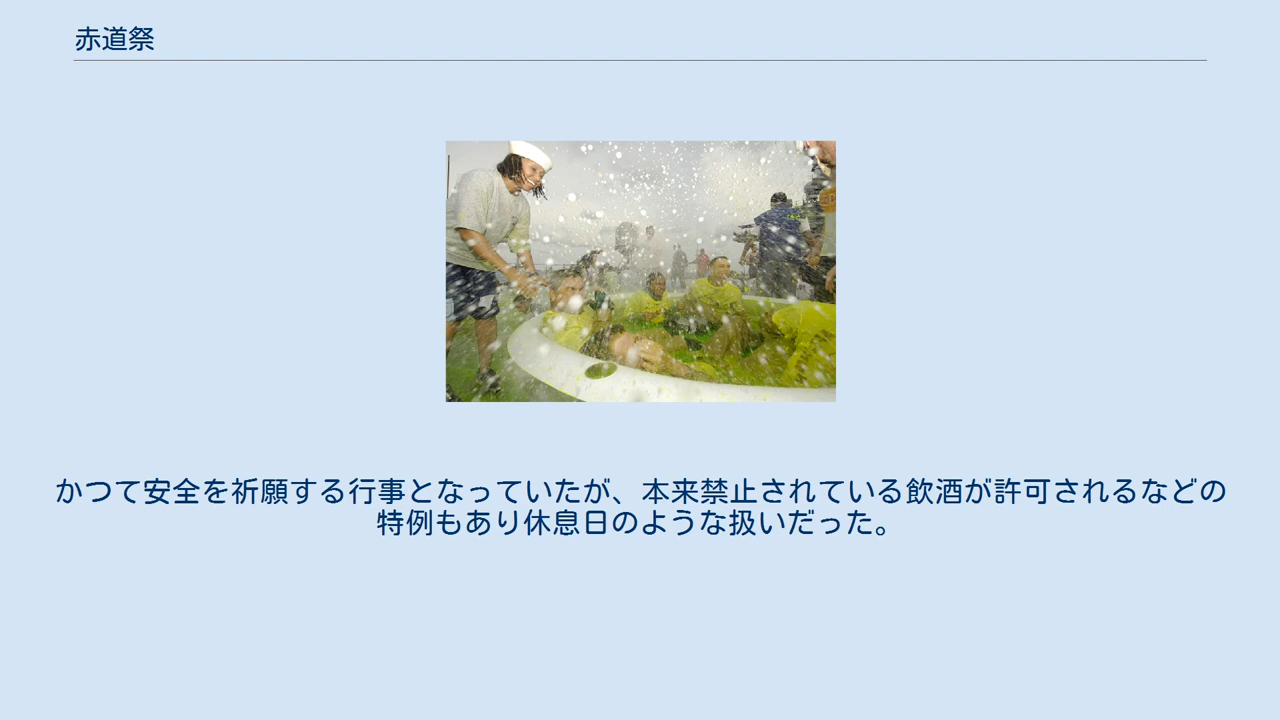 赤道祭
かつて安全を祈願する行事となっていたが、本来禁止されている飲酒が許可されるなどの
特例もあり休息日のような扱いだった。